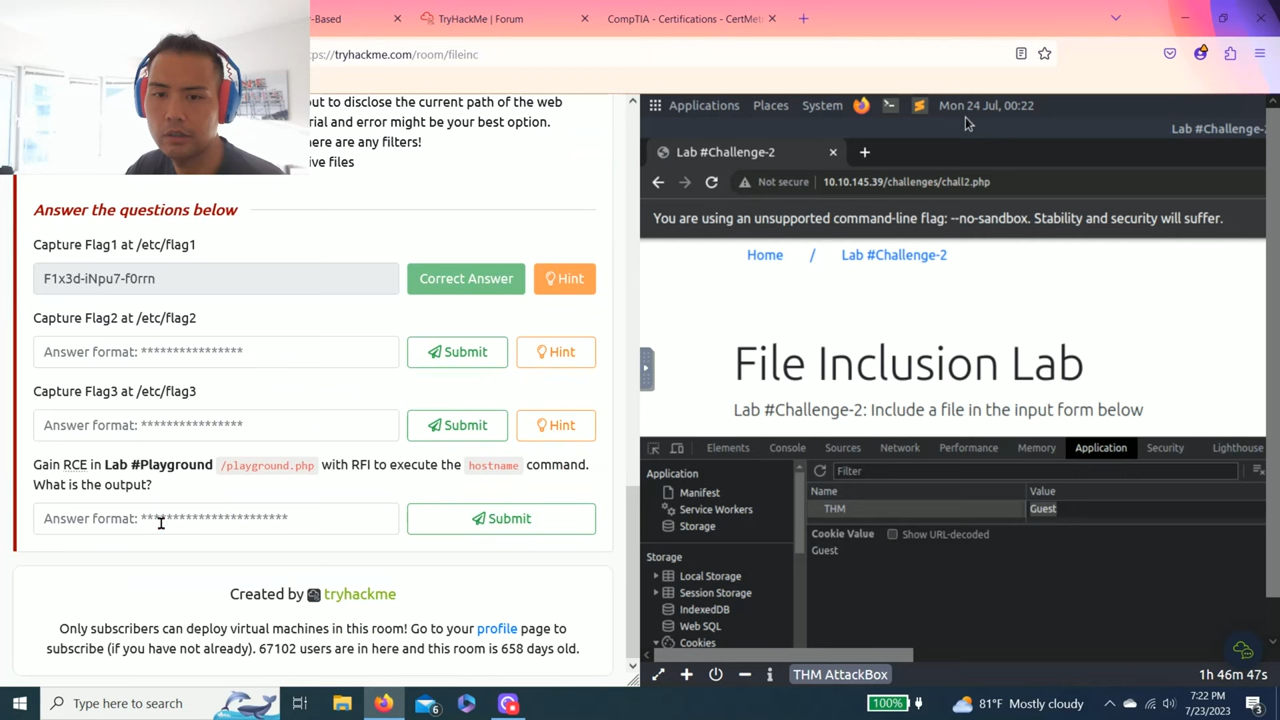 -Based
TryHackMe | Forum
CompTIA - Certifications - CertMet
tps://tryhackme.com/room/fileinc
out to disclose the current path of the web
rial and error might be your best option.
here are any filters!
ive files
Answer the questions below
Capture Flag1 at /etc/flag1
F1x3d-iNpu7-f0rrn
Correct Answer
Hint
Capture Flag2 at /etc/flag2
Answer format: ****************
Submit
Hint
Capture Flag3 at /etc/flag3
Answer format: ****************
Submit
Hint
Gain RCE in Lab #Playground /playground.php with RFI to execute the hostname command.
What is the output?
Answer format: ***********************
Submit
Created by tryhackme
Only subscribers can deploy virtual machines in this room! Go to your profile page to
subscribe (if you have not already). 67102 users are in here and this room is 658 days old.
Applications Places System Mon 24 Jul, 00:22
Lab #Challenge-
Lab #Challenge-2
Not secure 10.10.145.39/challenges/chall2.php
You are using an unsupported command-line flag: --no-sandbox. Stability and security will suffer.
Home / Lab #Challenge-2
File Inclusion Lab
Lab #Challenge-2: Include a file in the input form below
Elements Console Sources Network Performance Memory Application Security Lighthouse
Application
Manifest
Service Workers
Storage
Storage
Local Storage
Session Storage
IndexedDB
Web SQL
Cookies
Filter
Name Value
THM Guest
Cookie Value Show URL-decoded
Guest
THM AttackBox
1h 46m 47s
Type here to search
6
100%
81°F Mostly cloudy
7:22 PM
7/23/2023
3